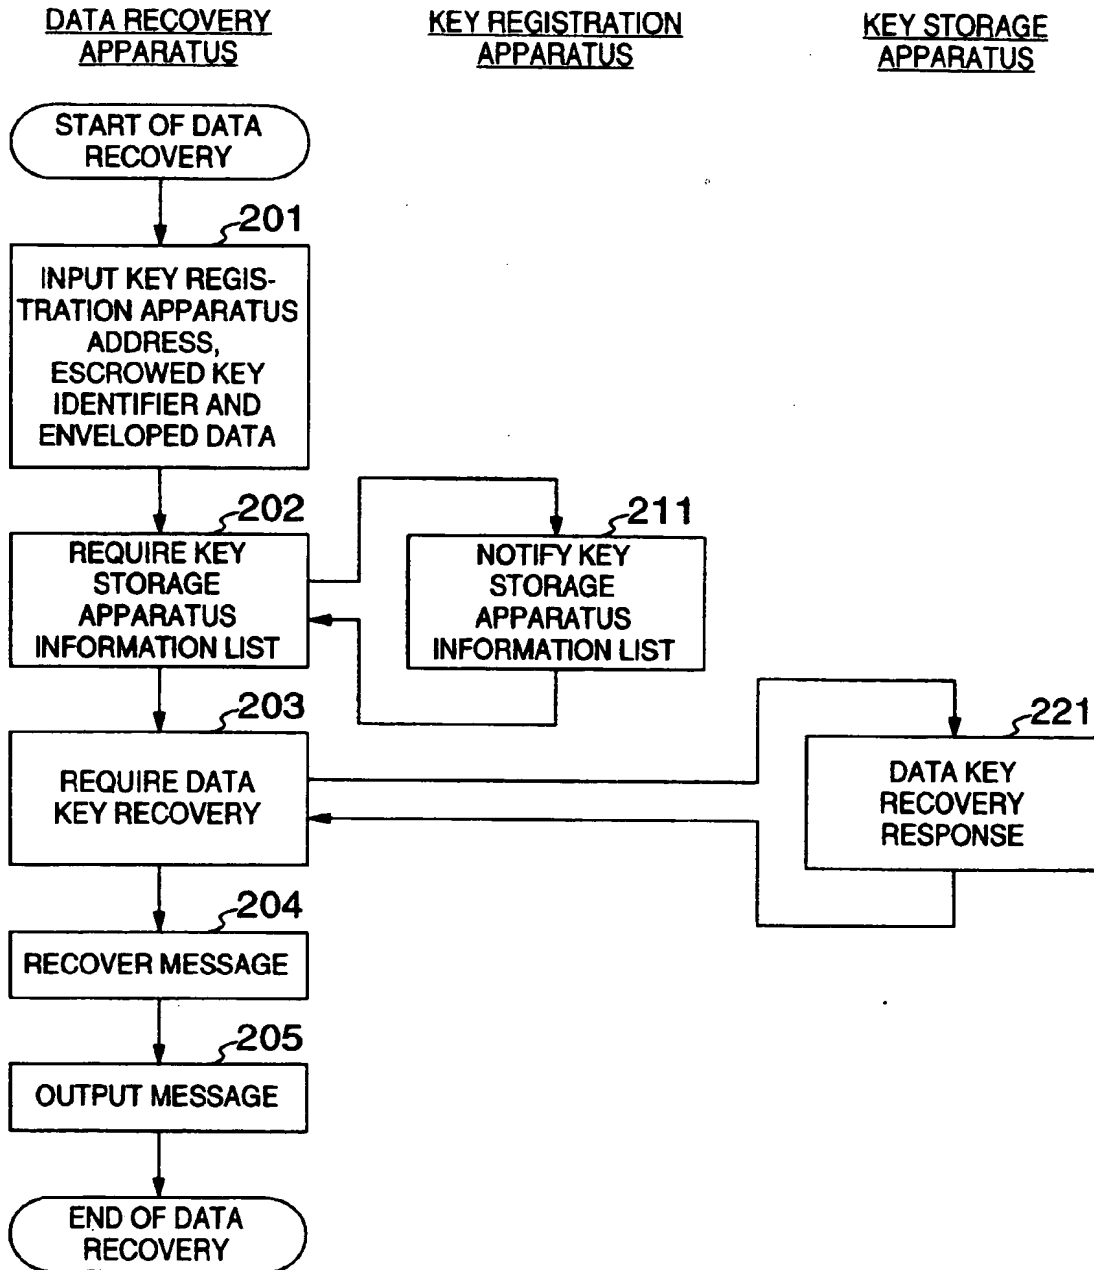 DATA RECOVERY
APPARATUS
KEY REGISTRATION
APPARATUS
KEY STORAGE
APPARATUS
START OF DATA
RECOVERY
201
INPUT KEY REGIS-
TRATION APPARATUS
ADDRESS,
ESCROWED KEY
IDENTIFIER AND
ENVELOPED DATA
202
REQUIRE KEY
STORAGE
APPARATUS
INFORMATION LIST
211
NOTIFY KEY
STORAGE
APPARATUS
INFORMATION LIST
203
REQUIRE DATA
KEY RECOVERY
221
DATA KEY
RECOVERY
RESPONSE
204
RECOVER MESSAGE
205
OUTPUT MESSAGE
END OF DATA
RECOVERY